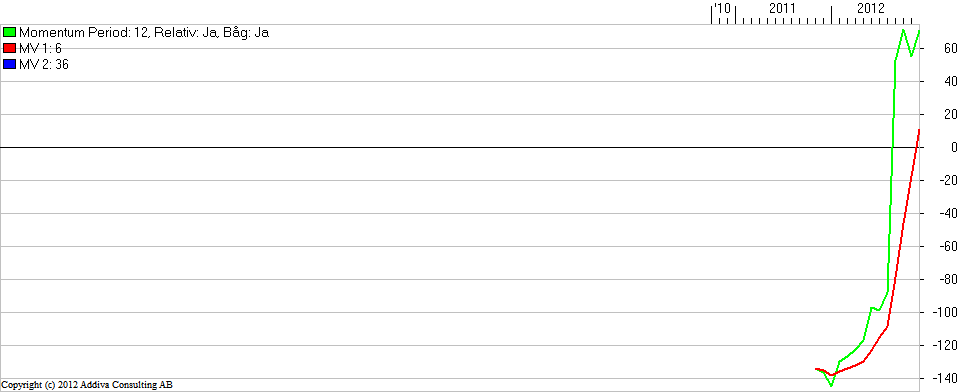 '10 2011 2012
Momentum Period: 12, Relativ: Ja, Båg: Ja
MV 1: 6
MV 2: 36
60
40
20
0
-20
-40
-60
-80
-100
-120
-140
Copyright (c) 2012 Addiva Consulting AB